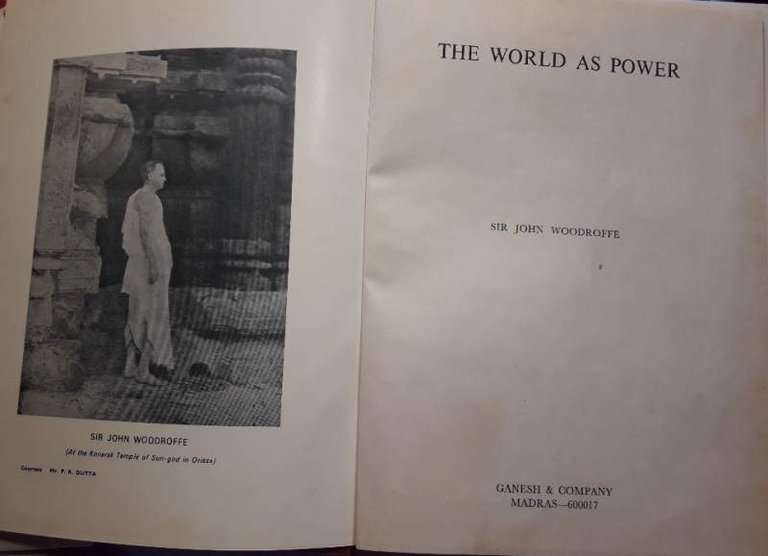 SIR JOHN WOODROFFE
(At the Konarak Temple of Sun-god in Orissa)
Courtesy Mr. P. K. DUTTA
THE WORLD AS POWER
SIR JOHN WOODROFFE
GANESH & COMPANY
MADRAS—600017